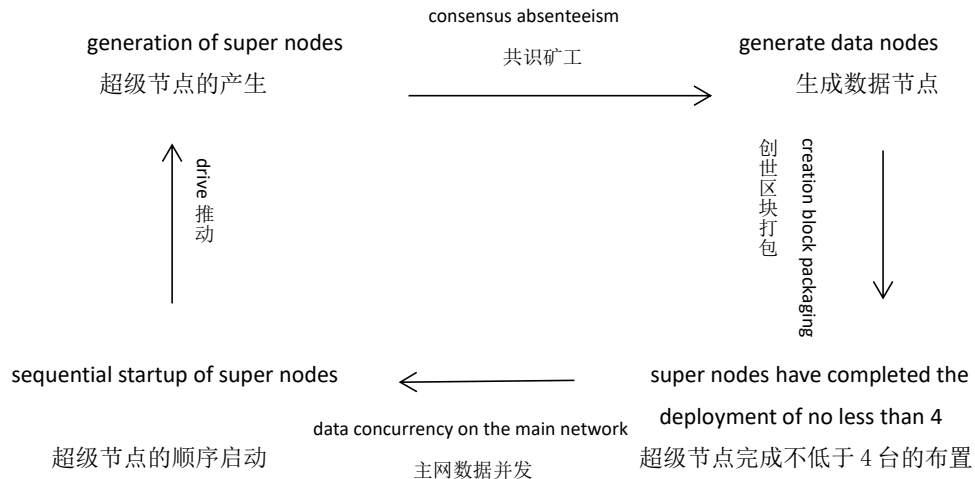 consensus absenteeism
共识矿工
generation of super nodes
超级节点的产生
generate data nodes
生成数据节点
drive 推动
creation block packaging
创世区块打包
sequential startup of super nodes
超级节点的顺序启动
data concurrency on the main network
主网数据并发
super nodes have completed the
deployment of no less than 4
超级节点完成不低于 4 台的布置